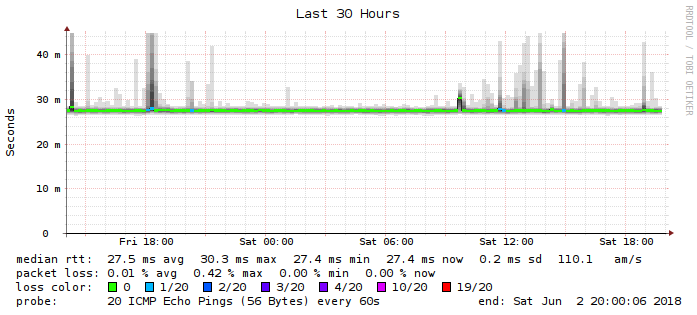 Last 30 Hours
RRDTOOL / TOBI OETIKER
Seconds
40 m
30 m
20 m
10 m
0
Fri 18:00 Sat 00:00 Sat 06:00 Sat 12:00 Sat 18:00
median rtt: 27.5 ms avg 30.3 ms max 27.4 ms min 27.4 ms now 0.2 ms sd 110.1 am/s
packet loss: 0.01 % avg 0.42 % max 0.00 % min 0.00 % now
loss color: 0 1/20 2/20 3/20 4/20 10/20 19/20
probe: 20 ICMP Echo Pings (56 Bytes) every 60s end: Sat Jun 2 20:00:06 2018